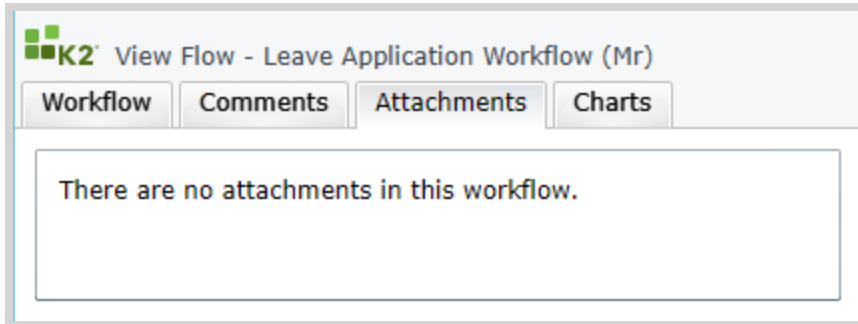 K2 View Flow - Leave Application Workflow (Mr)
Workflow Comments Attachments Charts
There are no attachments in this workflow.